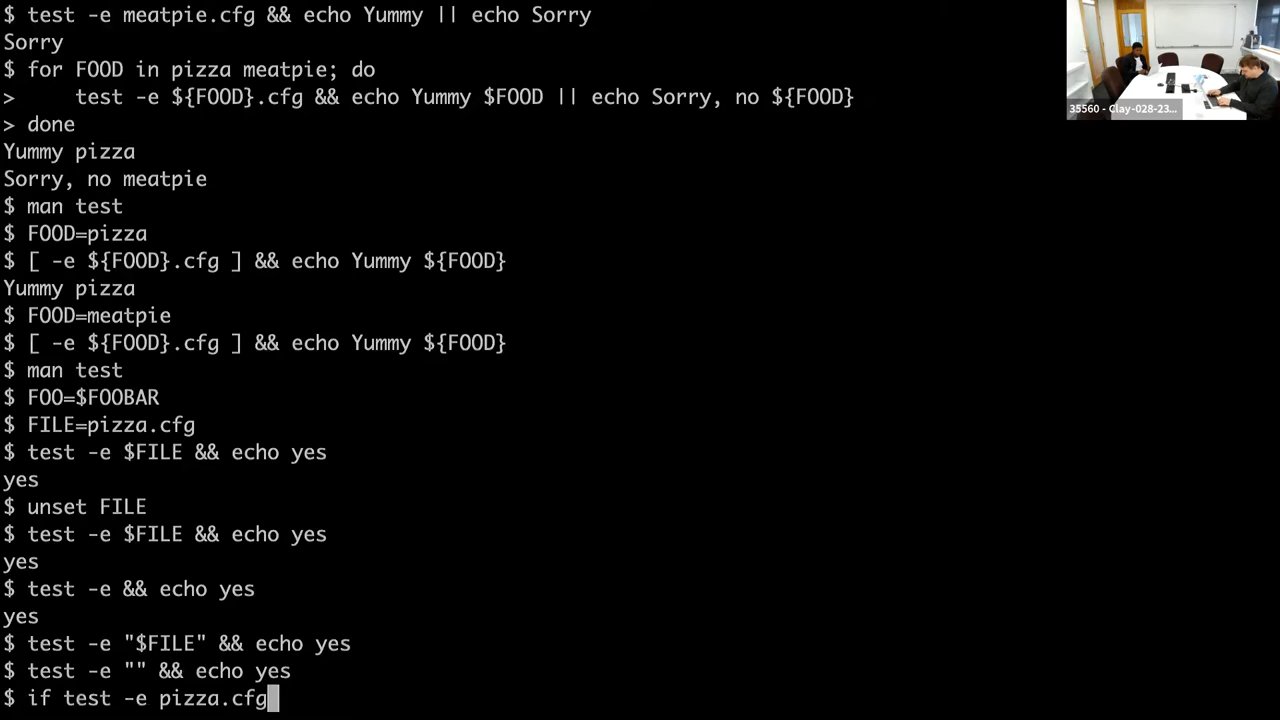 $ test -e meatpie.cfg && echo Yummy || echo Sorry
Sorry
$ for FOOD in pizza meatpie; do
>     test -e ${FOOD}.cfg && echo Yummy $FOOD || echo Sorry, no ${FOOD}
> done
Yummy pizza
Sorry, no meatpie
$ man test
$ FOOD=pizza
$ [ -e ${FOOD}.cfg ] && echo Yummy ${FOOD}
Yummy pizza
$ FOOD=meatpie
$ [ -e ${FOOD}.cfg ] && echo Yummy ${FOOD}
$ man test
$ FOO=$FOOBAR
$ FILE=pizza.cfg
$ test -e $FILE && echo yes
yes
$ unset FILE
$ test -e $FILE && echo yes
yes
$ test -e && echo yes
yes
$ test -e "$FILE" && echo yes
$ test -e "" && echo yes
$ if test -e pizza.cfg
35560 - Clay-028-23...